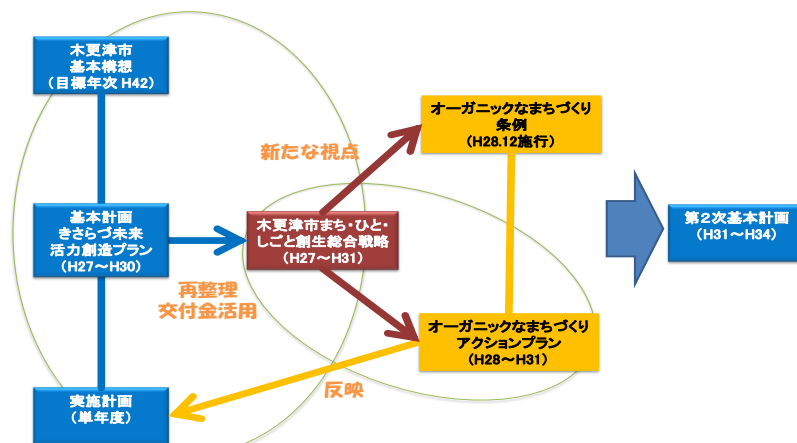 木更津市
基本構想
（目標年次 H42）
オーガニックなまちづくり
条例
（H28.12施行）
新たな視点
基本計画
きさらづ未来
活力創造プラン
（H27～H30）
木更津市まち・ひと・
しごと創生総合戦略
（H27～H31）
第２次基本計画
（H31～H34）
再整理
交付金活用
オーガニックなまちづくり
アクションプラン
（H28～H31）
反映
実施計画
（単年度）